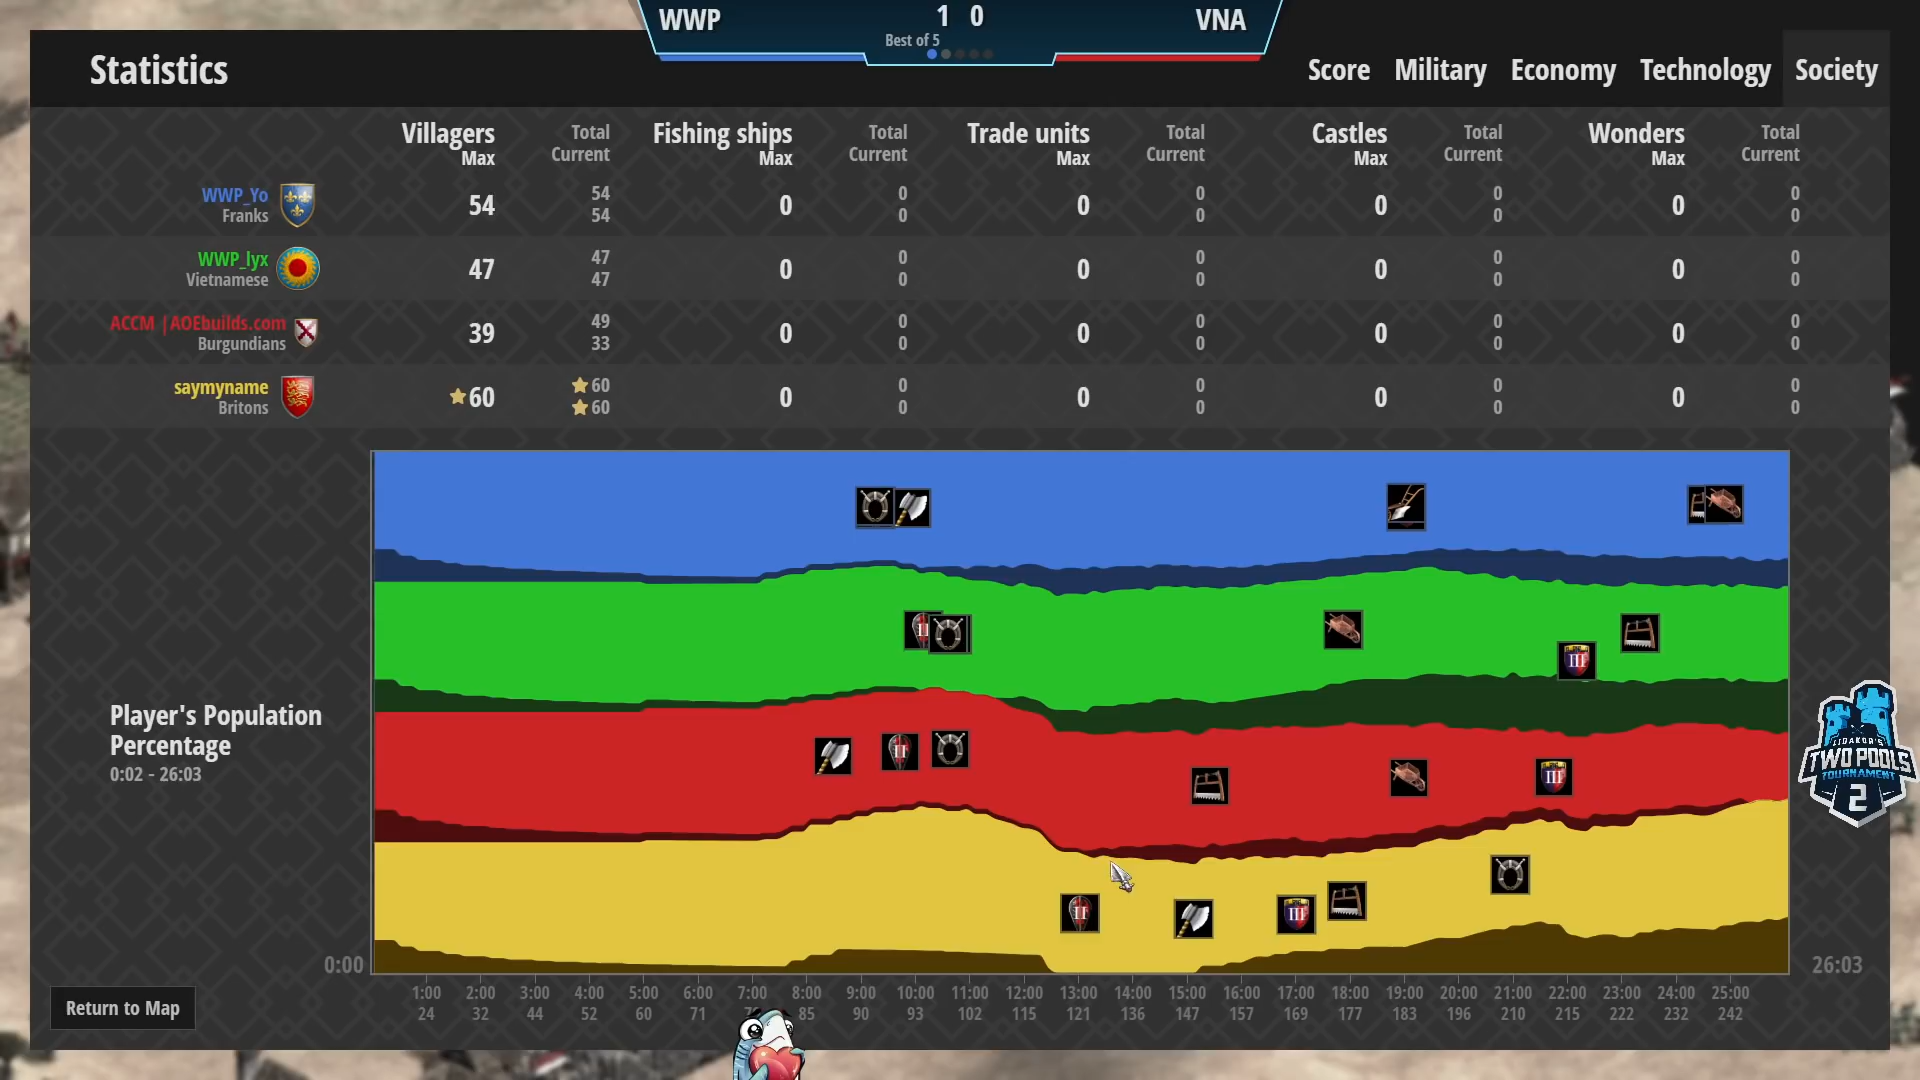 WWP 1 0 VNA
Best of 5
Statistics
Score Military Economy Technology Society
Villagers Total Fishing ships Total Trade units Total Castles Total Wonders Total
Max Current Max Current Max Current Max Current Max Current
WWP_Yo 54 54 0 0 0 0 0 0 0 0
Franks 54 0 0 0 0
WWP_lyx 47 47 0 0 0 0 0 0 0 0
Vietnamese 47 0 0 0 0
ACCM |AOEbuilds.com 39 49 0 0 0 0 0 0 0 0
Burgundians 33 0 0 0 0
saymyname 60 60 0 0 0 0 0 0 0 0
Britons 60 0 0 0 0
II
III
II
III
II
III
Player's Population
Percentage
0:02 - 26:03
LIDAKOR'S
TWO POOLS
TOURNAMENT
2
0:00 26:03
1:00 2:00 3:00 4:00 5:00 6:00 7:00 8:00 9:00 10:00 11:00 12:00 13:00 14:00 15:00 16:00 17:00 18:00 19:00 20:00 21:00 22:00 23:00 24:00 25:00
24 32 44 52 60 71 85 90 93 102 115 121 136 147 157 169 177 183 196 210 215 222 232 242
Return to Map